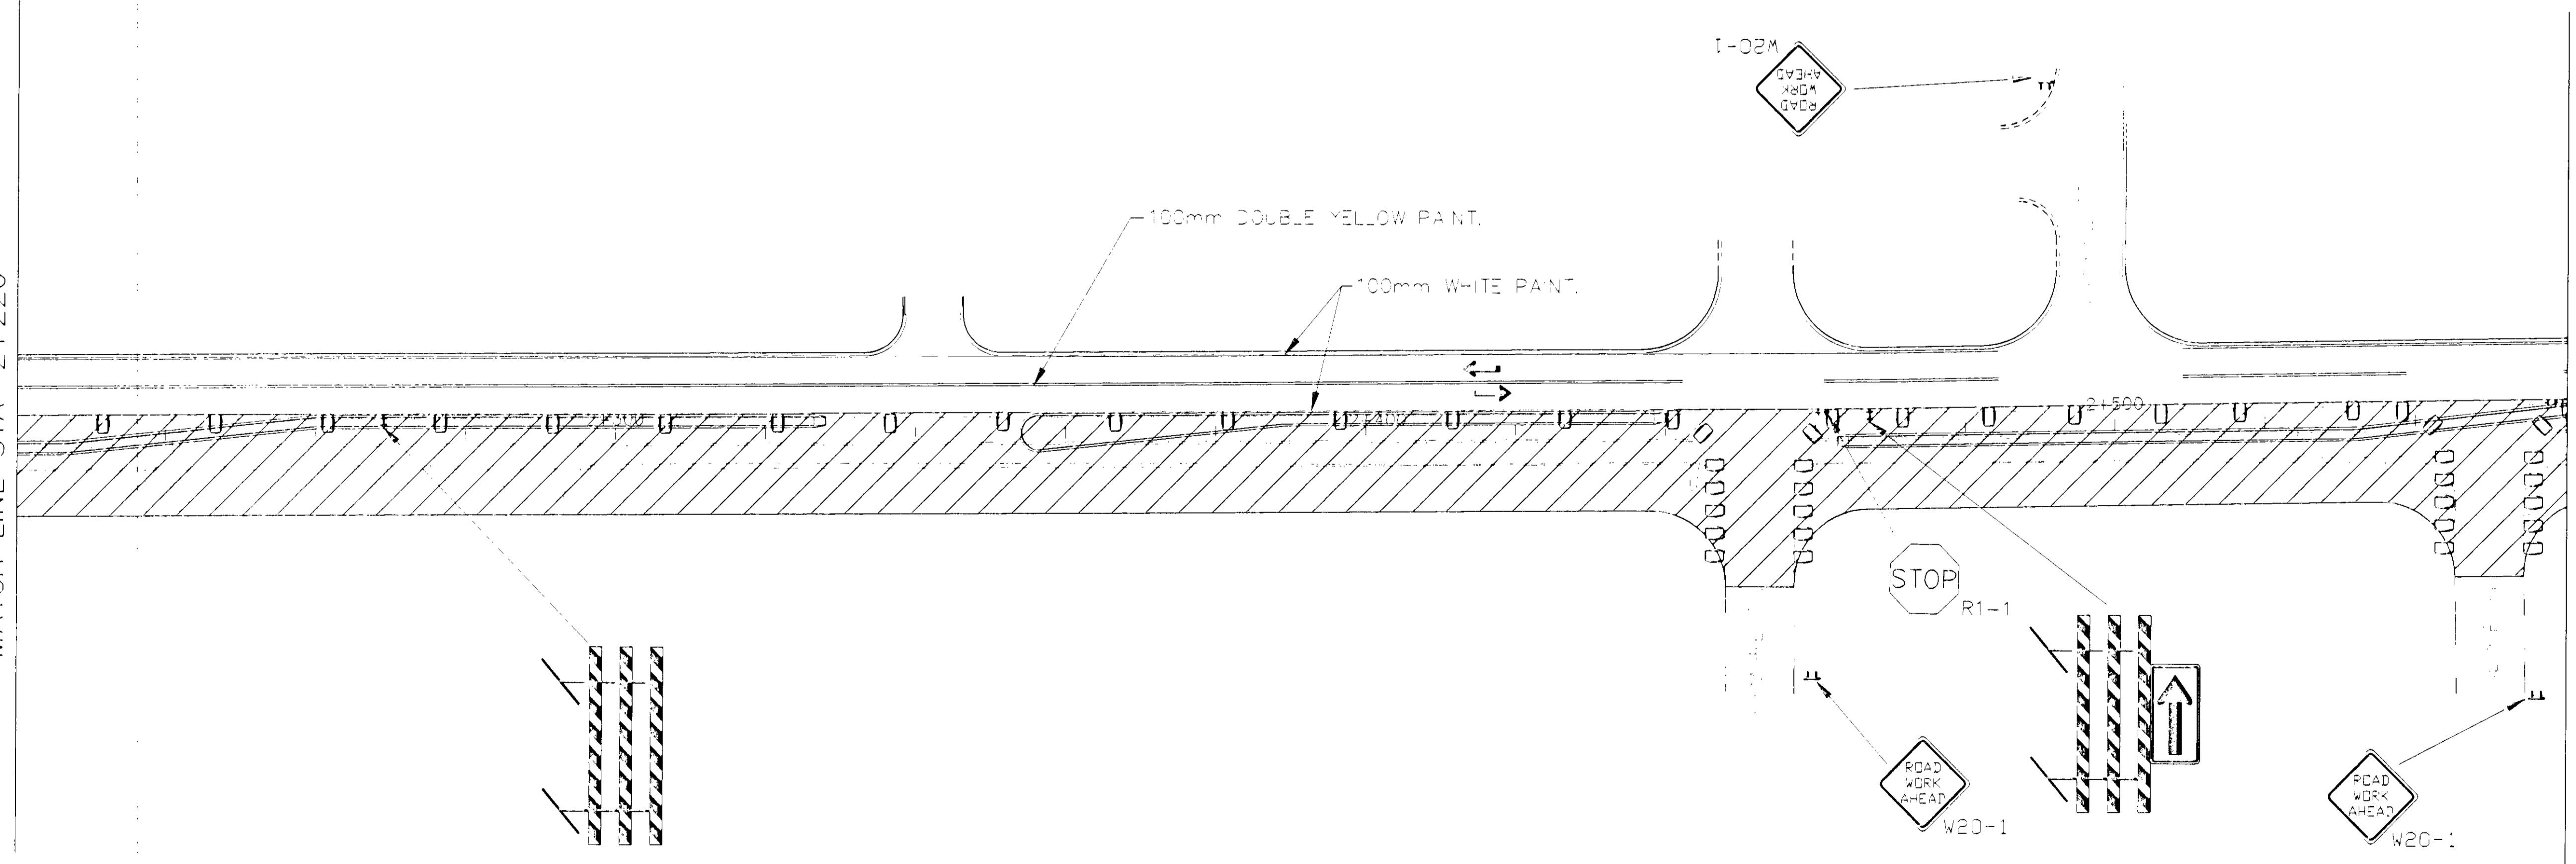 W20-1
ROAD
WORK
AHEAD
100mm DOUBLE YELLOW PAINT.
100mm WHITE PAINT.
2+500
STOP
R1-1
ROAD
WORK
AHEAD
W20-1
ROAD
WORK
AHEAD
W20-1